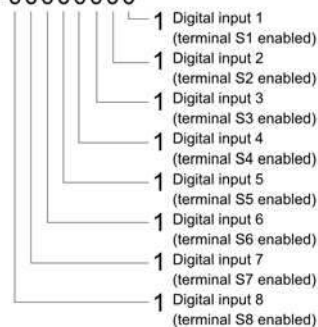 00000000
1 Digital input 1
(terminal S1 enabled)
1 Digital input 2
(terminal S2 enabled)
1 Digital input 3
(terminal S3 enabled)
1 Digital input 4
(terminal S4 enabled)
1 Digital input 5
(terminal S5 enabled)
1 Digital input 6
(terminal S6 enabled)
1 Digital input 7
(terminal S7 enabled)
1 Digital input 8
(terminal S8 enabled)